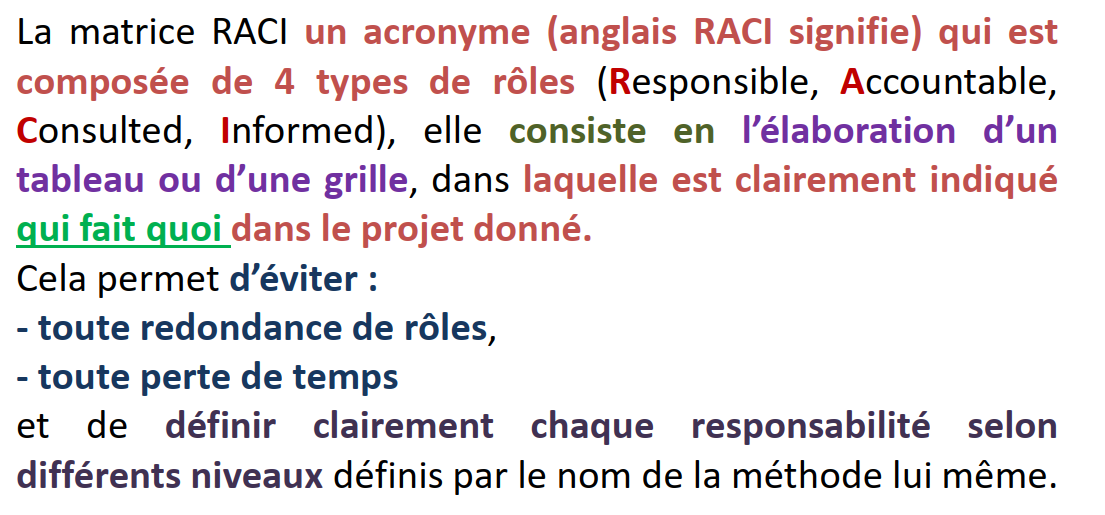 La matrice RACI un acronyme (anglais RACI signifie) qui est
composée de 4 types de rôles (Responsible, Accountable,
Consulted, Informed), elle consiste en l’élaboration d’un
tableau ou d’une grille, dans laquelle est clairement indiqué
qui fait quoi dans le projet donné.
Cela permet d’éviter :
- toute redondance de rôles,
- toute perte de temps
et de définir clairement chaque responsabilité selon
différents niveaux définis par le nom de la méthode lui même.